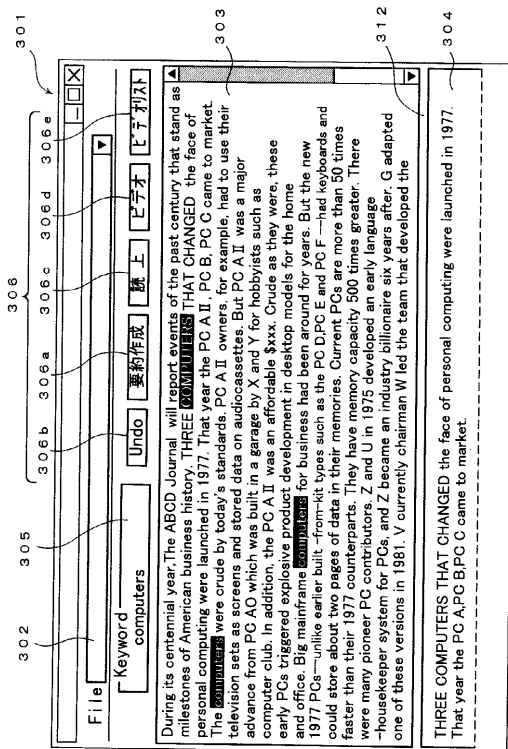 306
301
302
305
306b
306a
306c
306d
306e
File
Keyword
computers
Undo
要約作成
読 上
ビデオ
ビデオリスト
During its centennial year,The ABCD Journal will report events of the past century that stand as
milestones of American business history. THREE COMPUTERS THAT CHANGED the face of
personal computing were launched in 1977. That year the PC A II, PC B, PC C came to market.
The computers were crude by today's standards. PC A II owners, for example, had to use their
television sets as screens and stored data on audiocassettes. But PC A II was a major
advance from PC AO which was built in a garage by X and Y for hobbyists such as
computer club. In addition, the PC A II was an affordable $xxx. Crude as they were, these
early PCs triggered explosive product development in desktop models for the home
and office. Big mainframe computers for business had been around for years. But the new
1977 PCs—unlike earlier built -from-kit types such as the PC D,PC E and PC F —had keyboards and
could store about two pages of data in their memories. Current PCs are more than 50 times
faster than their 1977 counterparts. They have memory capacity 500 times greater. There
were many pioneer PC contributors. Z and U in 1975 developed an early language
-housekeeper system for PCs, and Z became an industry billionaire six years after. G adapted
one of these versions in 1981. V currently chairman W led the team that developed the
303
312
THREE COMPUTERS THAT CHANGED the face of personal computing were launched in 1977.
That year the PC A,PC B,PC C came to market.
304